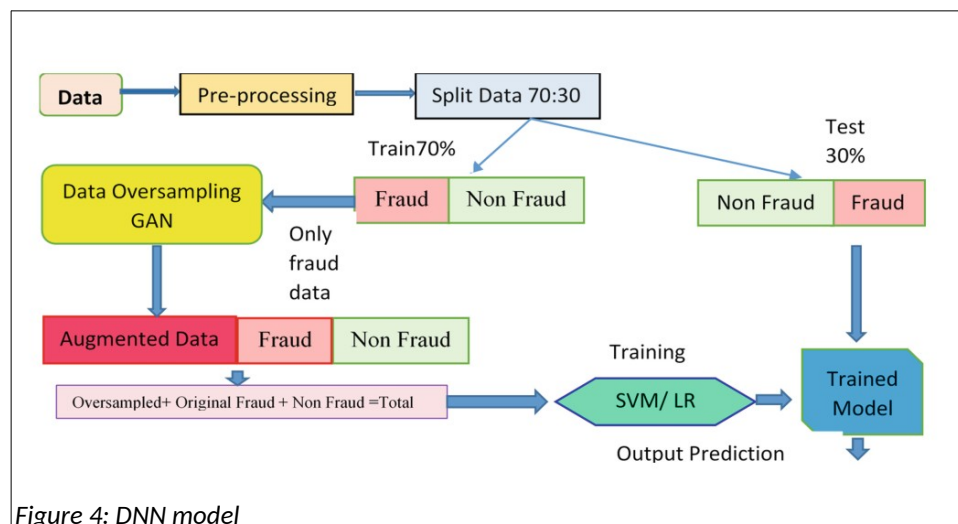 Data
Pre-processing
Split Data 70:30
Train70%
Test
30%
Data Oversampling
GAN
Fraud
Non Fraud
Non Fraud
Fraud
Only
fraud
data
Augmented Data
Fraud
Non Fraud
Oversampled+ Original Fraud + Non Fraud =Total
Training
SVM/ LR
Trained
Model
Output Prediction
Figure 4: DNN model